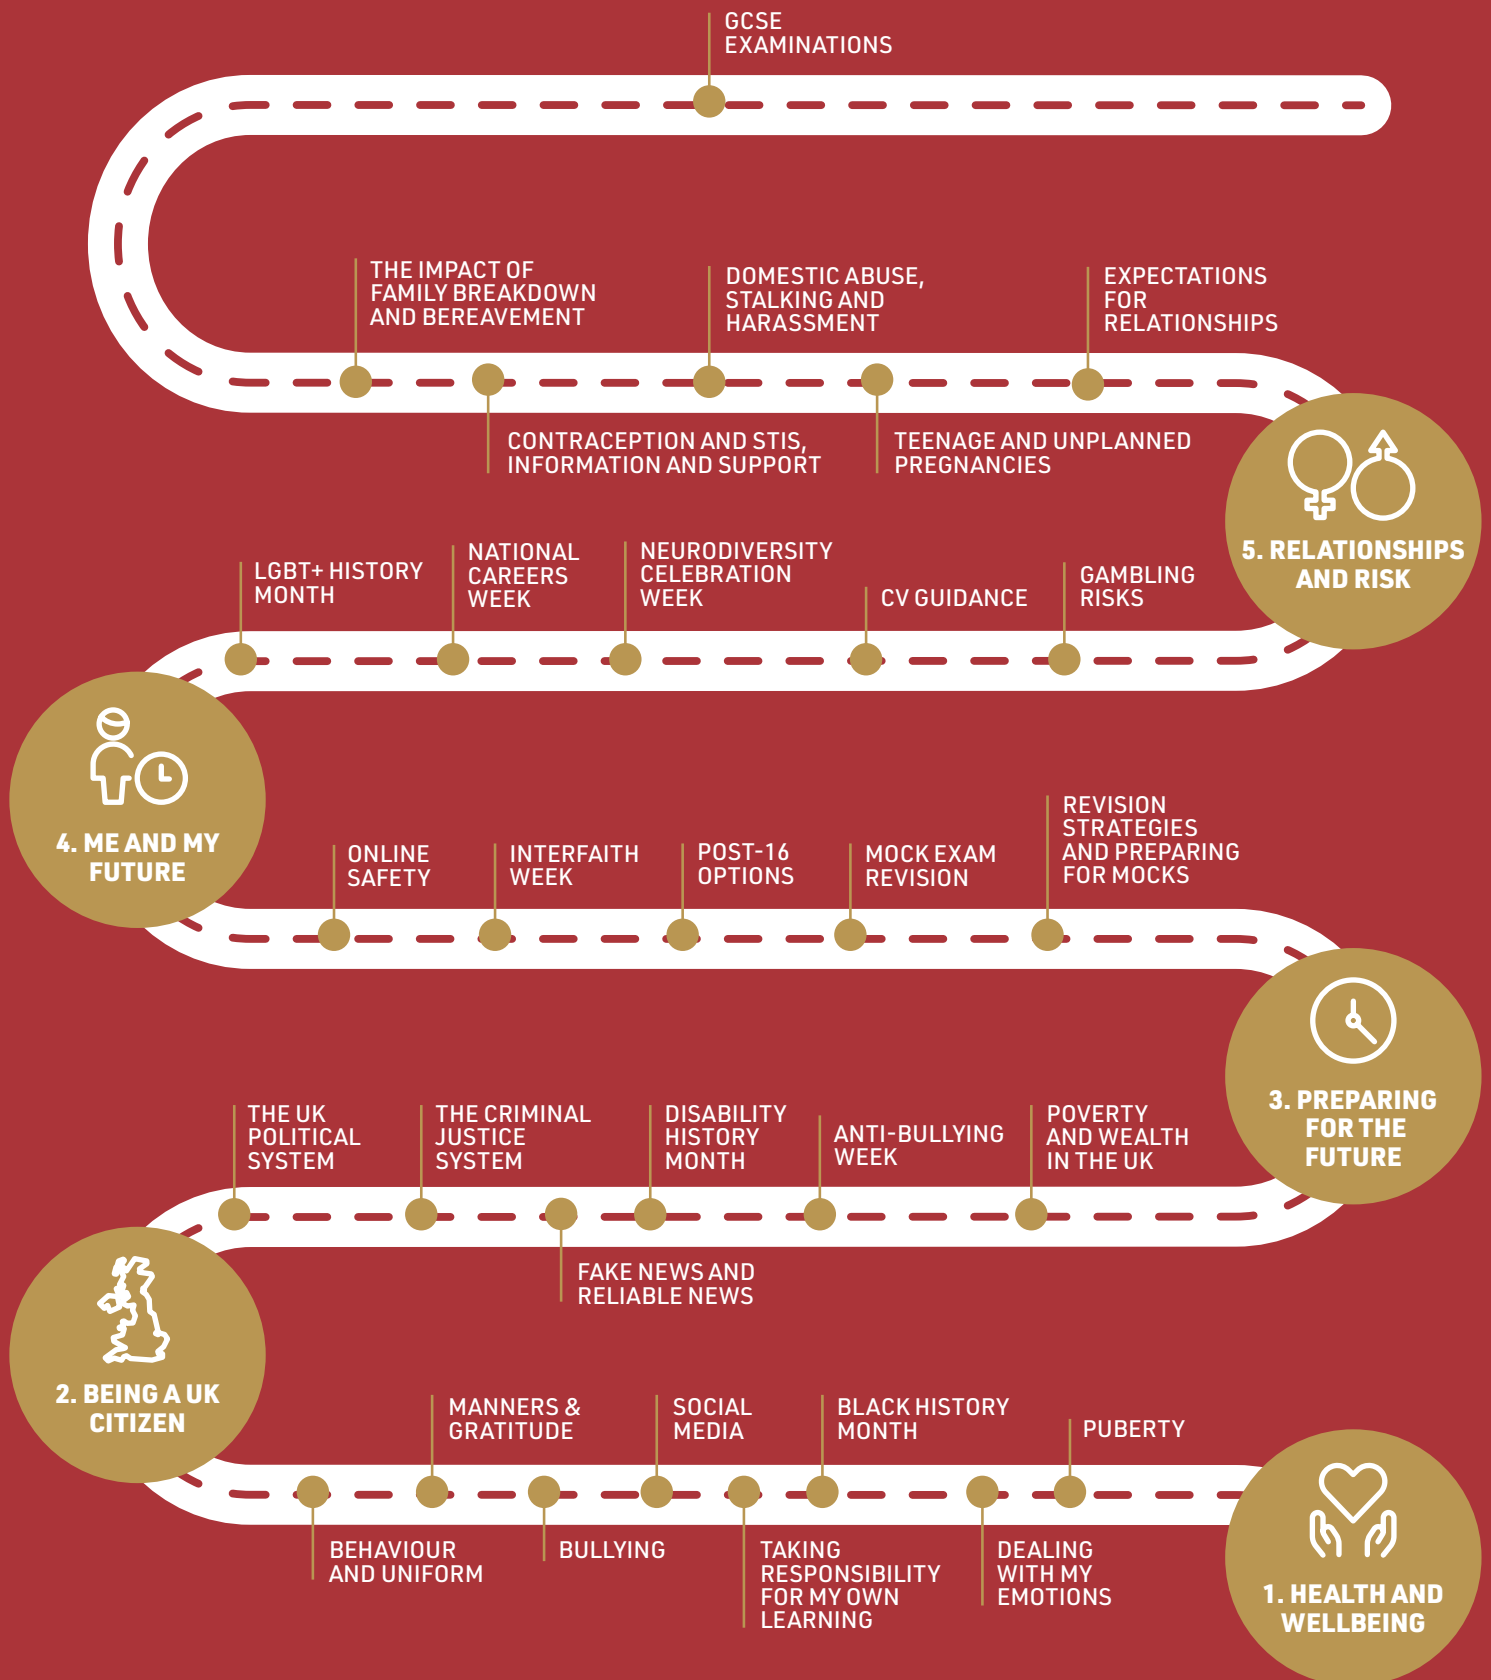 GCSE
EXAMINATIONS
THE IMPACT OF
FAMILY BREAKDOWN
AND BEREAVEMENT
DOMESTIC ABUSE,
STALKING AND
HARASSMENT
EXPECTATIONS
FOR
RELATIONSHIPS
CONTRACEPTION AND STIS,
INFORMATION AND SUPPORT
TEENAGE AND UNPLANNED
PREGNANCIES
5. RELATIONSHIPS
AND RISK
LGBT+ HISTORY
MONTH
NATIONAL
CAREERS
WEEK
NEURODIVERSITY
CELEBRATION
WEEK
CV GUIDANCE
GAMBLING
RISKS
4. ME AND MY
FUTURE
ONLINE
SAFETY
INTERFAITH
WEEK
POST-16
OPTIONS
MOCK EXAM
REVISION
REVISION
STRATEGIES
AND PREPARING
FOR MOCKS
3. PREPARING
FOR THE
FUTURE
THE UK
POLITICAL
SYSTEM
THE CRIMINAL
JUSTICE
SYSTEM
DISABILITY
HISTORY
MONTH
ANTI-BULLYING
WEEK
POVERTY
AND WEALTH
IN THE UK
FAKE NEWS AND
RELIABLE NEWS
2. BEING A UK
CITIZEN
MANNERS &
GRATITUDE
SOCIAL
MEDIA
BLACK HISTORY
MONTH
PUBERTY
BEHAVIOUR
AND UNIFORM
BULLYING
TAKING
RESPONSIBILITY
FOR MY OWN
LEARNING
DEALING
WITH MY
EMOTIONS
1. HEALTH AND
WELLBEING